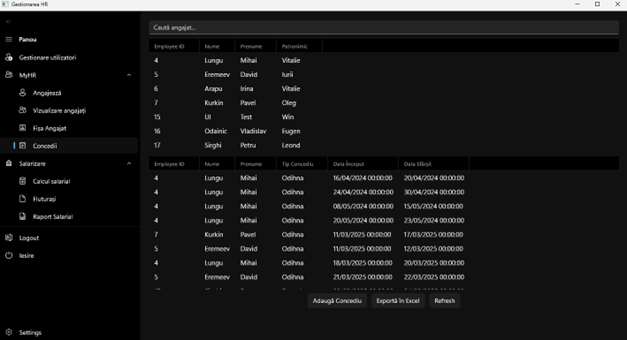 Gestionarea HR
Panou
Gestionare utilizatori
MyHR
Angajează
Vizualizare angajați
Fișa Angajat
Concedii
Salarizare
Calcul salarial
Fluturași
Raport Salarial
Logout
Iesire
Settings
Caută angajat...
Employee ID Nume Prenume Patronimic
4 Lungu Mihai Vitalie
5 Eremeev David Iurii
6 Arapu Irina Vitalie
7 Kurkin Pavel Oleg
15 UI Test Win
16 Odainic Vladislav Eugen
17 Sirghi Petru Leond
Employee ID Nume Prenume Tip Concediu Data Început Data Sfârșit
4 Lungu Mihai Odihna 16/04/2024 00:00:00 20/04/2024 00:00:00
4 Lungu Mihai Odihna 24/04/2024 00:00:00 30/04/2024 00:00:00
4 Lungu Mihai Odihna 08/05/2024 00:00:00 15/05/2024 00:00:00
4 Lungu Mihai Odihna 20/05/2024 00:00:00 23/05/2024 00:00:00
7 Kurkin Pavel Odihna 11/03/2025 00:00:00 17/03/2025 00:00:00
5 Eremeev David Odihna 11/03/2025 00:00:00 12/03/2025 00:00:00
4 Lungu Mihai Odihna 18/03/2025 00:00:00 20/03/2025 00:00:00
5 Eremeev David Odihna 21/03/2025 00:00:00 22/03/2025 00:00:00
Adaugă Concediu Exportă în Excel Refresh